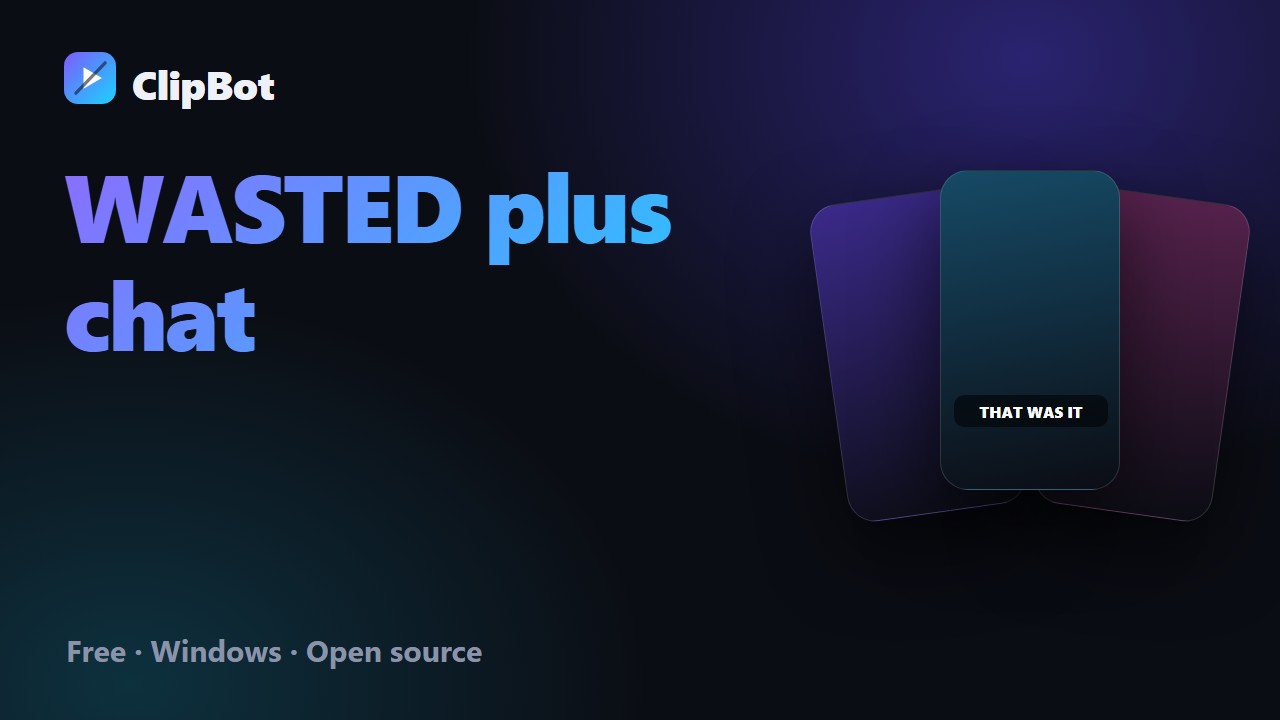 ClipBot
WASTED plus
chat
THAT WAS IT
Free · Windows · Open source